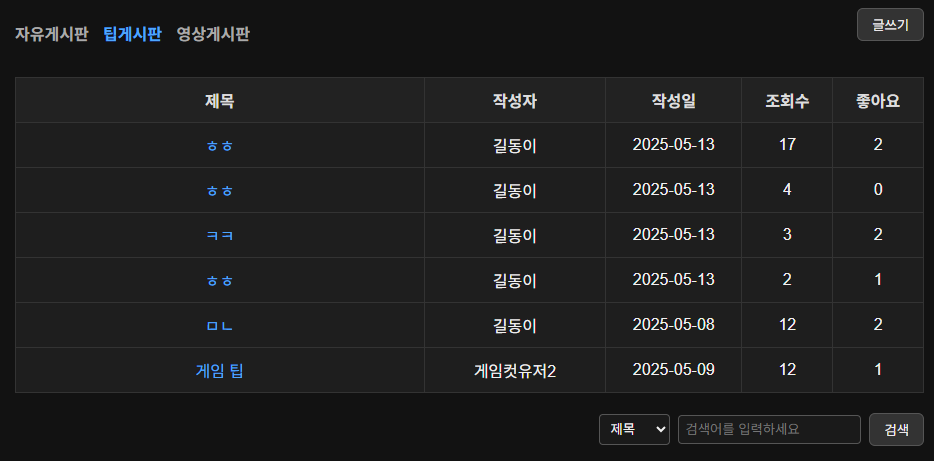 자유게시판 팁게시판 영상게시판 글쓰기
제목 작성자 작성일 조회수 좋아요
ㅎㅎ 길동이 2025-05-13 17 2
ㅎㅎ 길동이 2025-05-13 4 0
ㅋㅋ 길동이 2025-05-13 3 2
ㅎㅎ 길동이 2025-05-13 2 1
ㅁㄴ 길동이 2025-05-08 12 2
게임 팁 게임컷유저2 2025-05-09 12 1
제목 검색어를 입력하세요 검색